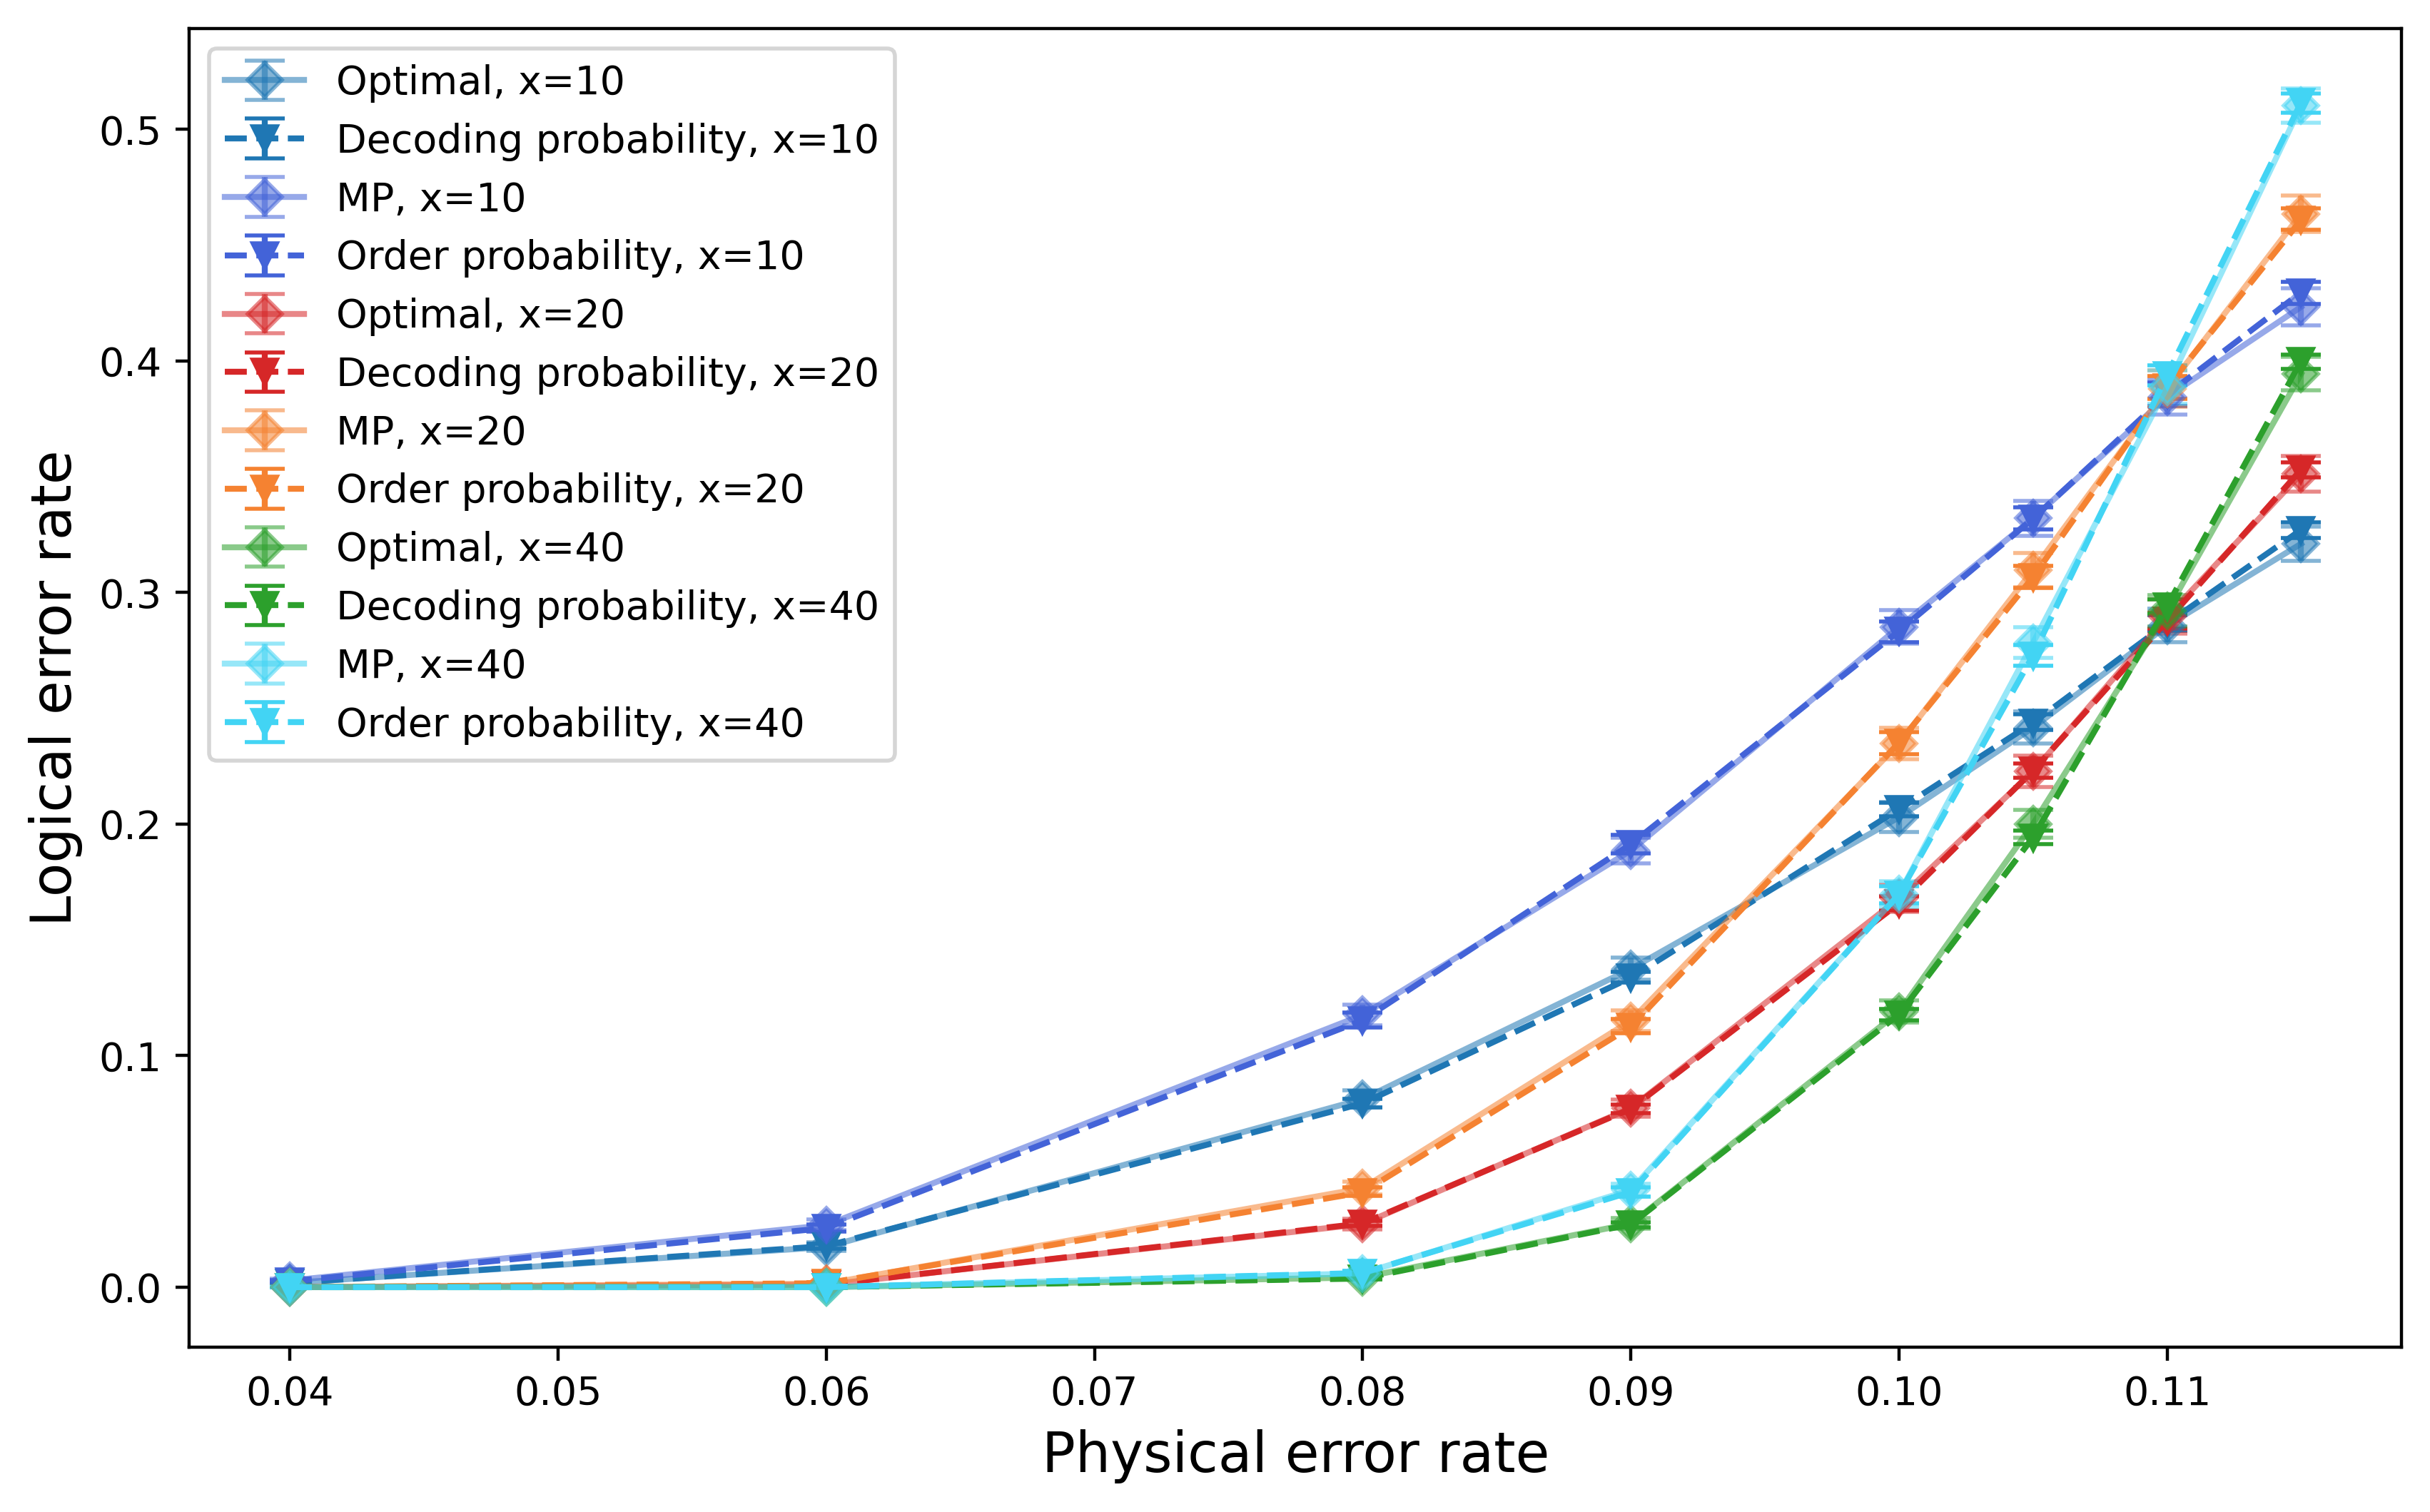 Optimal, x=10
Decoding probability, x=10
MP, x=10
Order probability, x=10
Optimal, x=20
Decoding probability, x=20
MP, x=20
Order probability, x=20
Optimal, x=40
Decoding probability, x=40
MP, x=40
Order probability, x=40
Logical error rate
0.5
0.4
0.3
0.2
0.1
0.0
0.04 0.05 0.06 0.07 0.08 0.09 0.10 0.11
Physical error rate